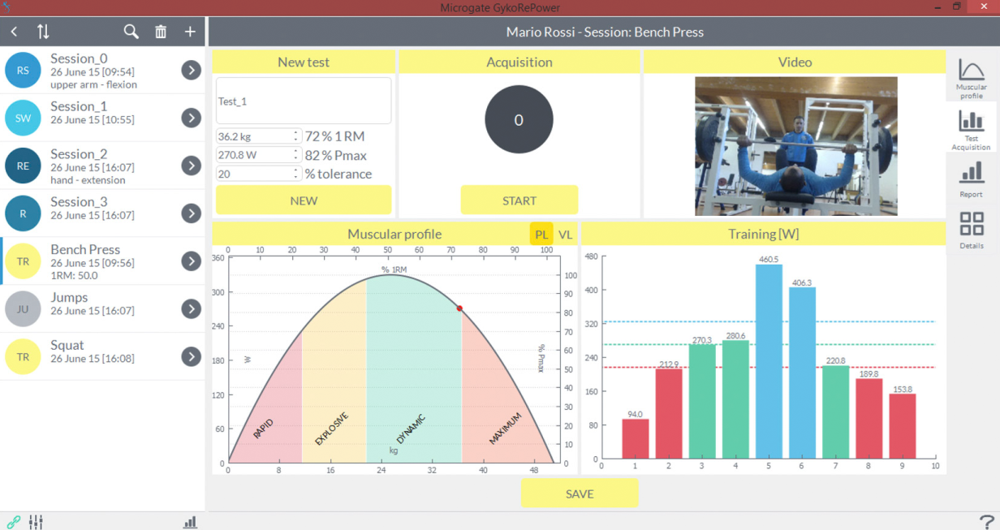 Microgate GykoRePower
Mario Rossi - Session: Bench Press
RS
Session_0
26 June 15 [09:54]
upper arm - flexion
SW
Session_1
26 June 15 [10:55]
RE
Session_2
26 June 15 [16:07]
hand - extension
R
Session_3
26 June 15 [16:07]
TR
Bench Press
26 June 15 [09:56]
1RM: 50.0
JU
Jumps
26 June 15 [16:07]
TR
Squat
26 June 15 [16:08]
New test
Test_1
36.2 kg 72 % 1 RM
270.8 W 82 % Pmax
20 % tolerance
NEW
Acquisition
0
START
Video
Muscular profile
Test Acquisition
Report
Details
Muscular profile PL VL
0 10 20 30 40 50 60 70 80 90 100
% 1RM
360
300
240
180
120
60
0
W
100
90
80
70
60
50
40
30
20
10
0
% Pmax
RAPID
EXPLOSIVE
DYNAMIC
MAXIMUM
kg
0 8 16 24 32 40 48
Training [W]
480
400
320
240
160
80
0
94.0
212.9
270.3
280.6
460.5
406.3
220.8
189.8
153.8
0 1 2 3 4 5 6 7 8 9 10
SAVE
?